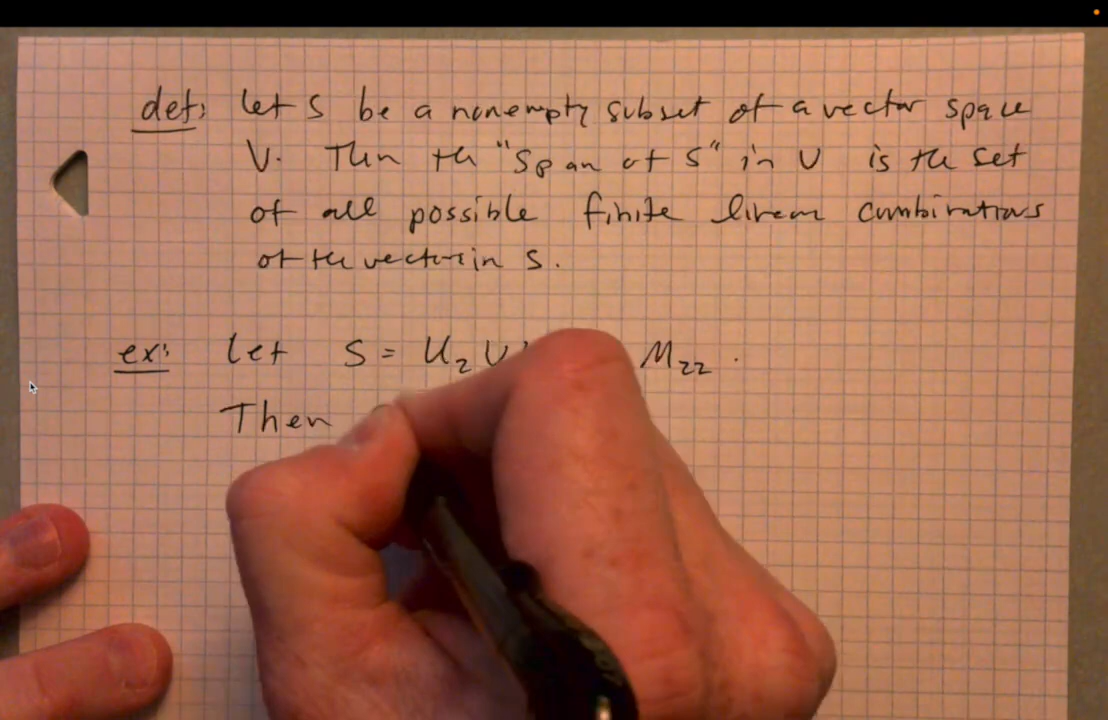 def: let S be a nonempty subset of a vector space
V. Then the "Span of S" in V is the set
of all possible finite linear combinations
of the vectors in S.
ex: Let S = U₂ U M₂₂.
Then